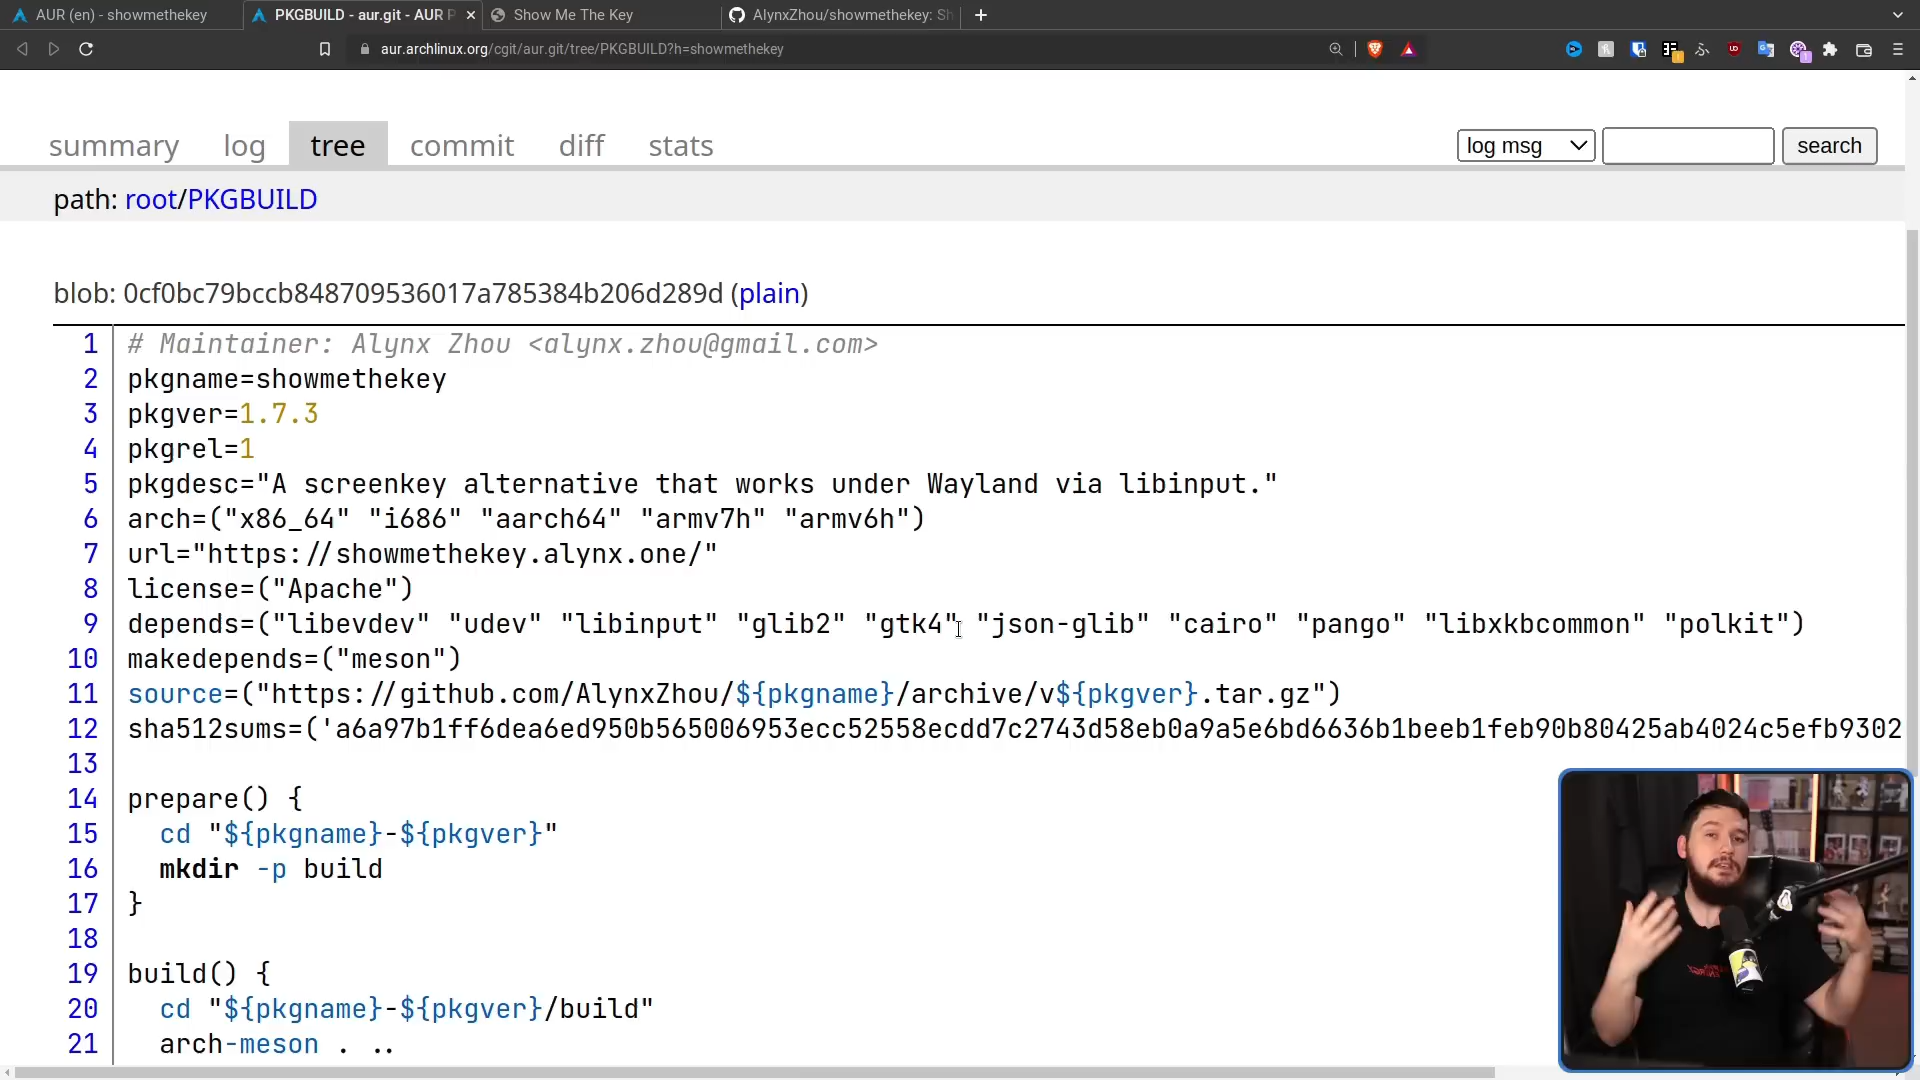 AUR (en) - showmethekey
PKGBUILD - aur.git - AUR P
Show Me The Key
AlynxZhou/showmethekey: Sh
aur.archlinux.org/cgit/aur.git/tree/PKGBUILD?h=showmethekey
summary log tree commit diff stats
log msg
search
path: root/PKGBUILD
blob: 0cf0bc79bccb848709536017a785384b206d289d (plain)
1 # Maintainer: Alynx Zhou <alynx.zhou@gmail.com>
2 pkgname=showmethekey
3 pkgver=1.7.3
4 pkgrel=1
5 pkgdesc="A screenkey alternative that works under Wayland via libinput."
6 arch=("x86_64" "i686" "aarch64" "armv7h" "armv6h")
7 url="https://showmethekey.alynx.one/"
8 license=("Apache")
9 depends=("libevdev" "udev" "libinput" "glib2" "gtk4" "json-glib" "cairo" "pango" "libxkbcommon" "polkit")
10 makedepends=("meson")
11 source=("https://github.com/AlynxZhou/${pkgname}/archive/v${pkgver}.tar.gz")
12 sha512sums=('a6a97b1ff6dea6ed950b565006953ecc52558ecdd7c2743d58eb0a9a5e6bd6636b1beeb1feb90b80425ab4024c5efb9302
13
14 prepare() {
15 cd "${pkgname}-${pkgver}"
16 mkdir -p build
17 }
18
19 build() {
20 cd "${pkgname}-${pkgver}/build"
21 arch-meson . ..